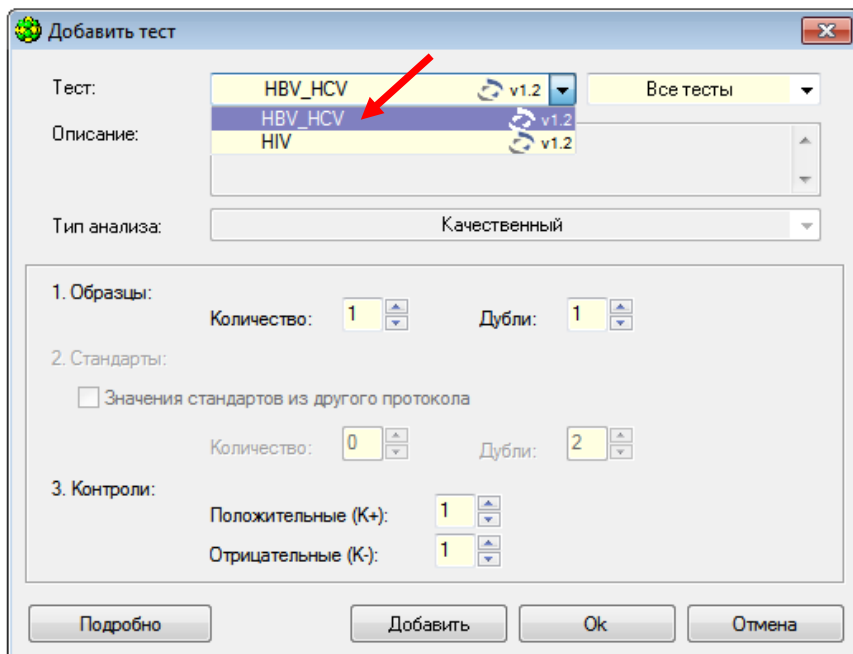 Добавить тест
Тест: HBV_HCV v1.2 Все тесты
HBV_HCV v1.2
HIV v1.2
Описание:
Тип анализа: Качественный
1. Образцы:
Количество: 1 Дубли: 1
2. Стандарты:
Значения стандартов из другого протокола
Количество: 0 Дубли: 2
3. Контроли:
Положительные (К+): 1
Отрицательные (К-): 1
Подробно Добавить Ok Отмена